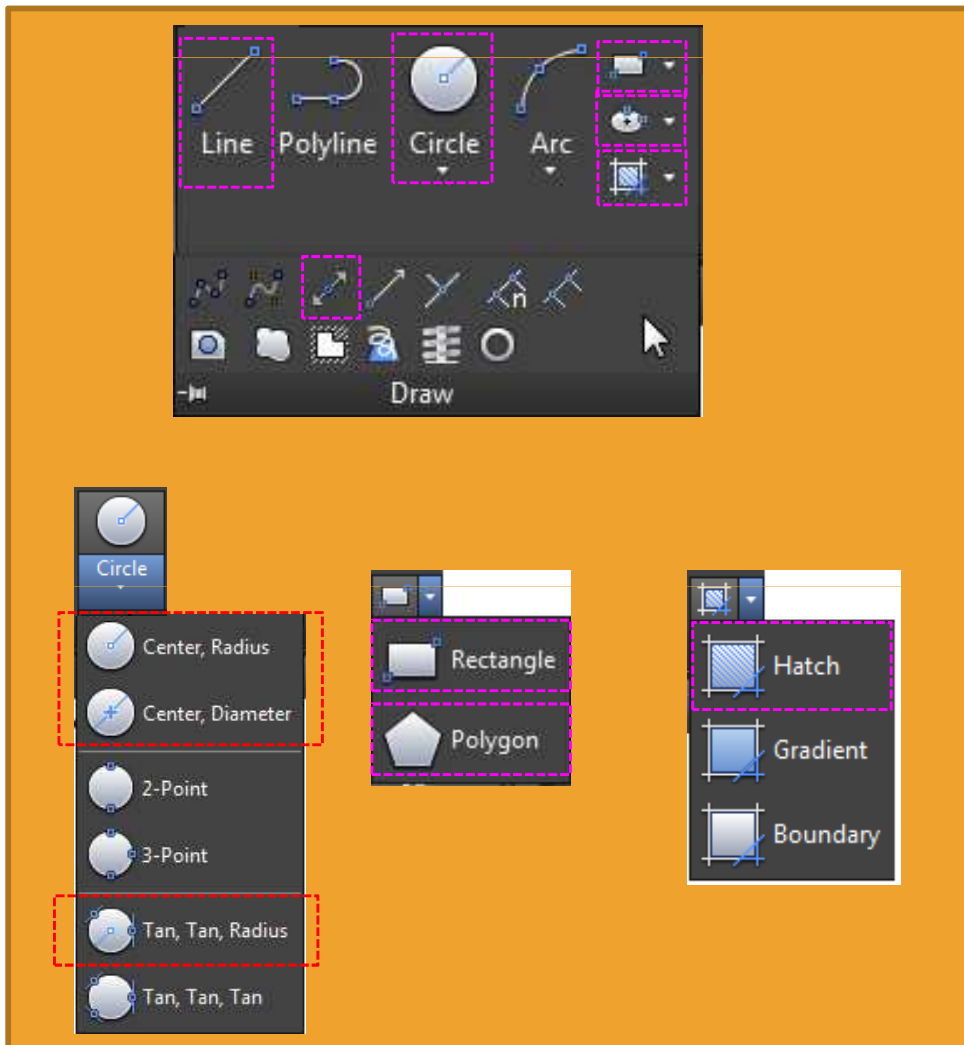 Line Polyline Circle Arc
n
Draw
Circle
Center, Radius
Center, Diameter
2-Point
3-Point
Tan, Tan, Radius
Tan, Tan, Tan
Rectangle
Polygon
Hatch
Gradient
Boundary